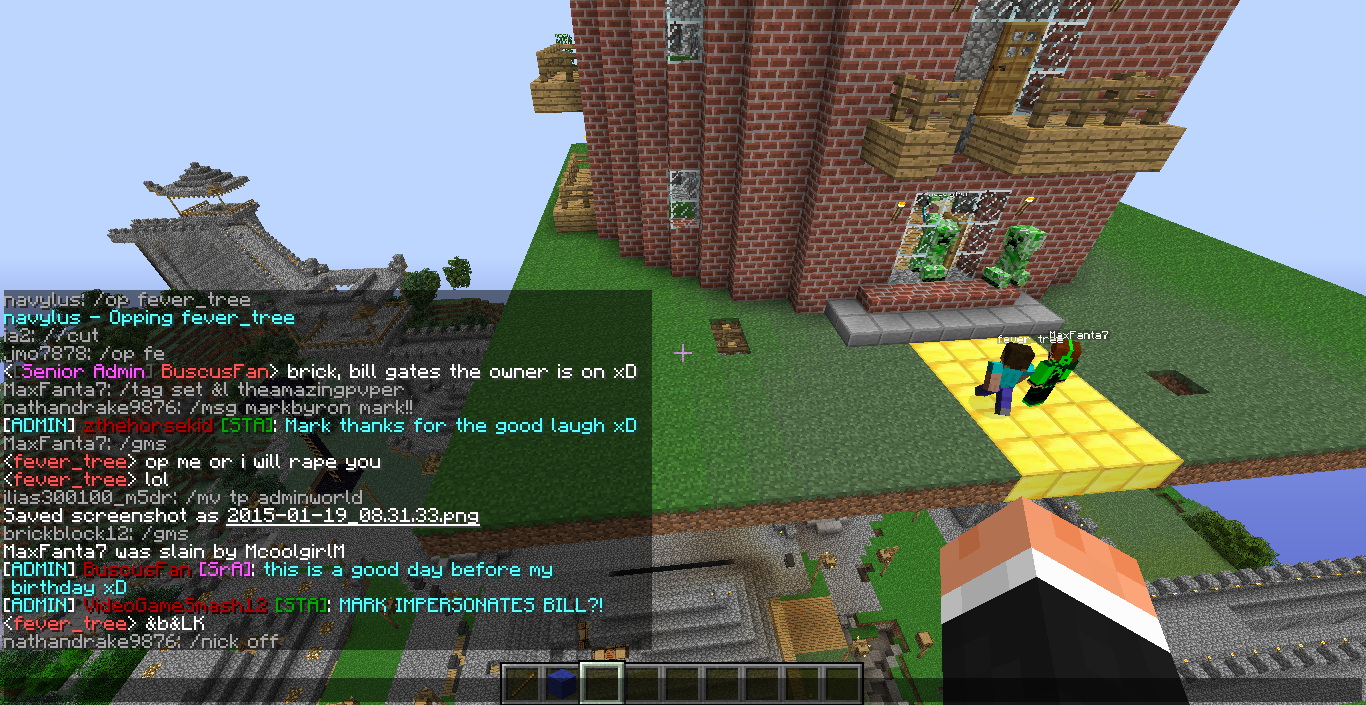 navylus: /op fever_tree
navylus - Opping fever_tree
la2: //cut
jmo7878: /op fe
<[Senior Admin] BuscusFan> brick, bill gates the owner is on xD
MaxFanta7: /tag set &l theamazingpvper
nathandrake9876: /msg markbyron mark!!
[ADMIN] zthehorsekid [STA]: Mark thanks for the good laugh xD
MaxFanta7: /gms
<fever_tree> op me or i will rape you
<fever_tree> lol
ilias300100_m5dr: /mv tp adminworld
Saved screenshot as 2015-01-19_08.31.33.png
brickblock12: /gms
MaxFanta7 was slain by McoolgirlM
[ADMIN] BuscusFan [SrA]: this is a good day before my
birthday xD
[ADMIN] VideoGameSmash12 [STA]: MARK IMPERSONATES BILL?!
<fever_tree> &b&LK
nathandrake9876: /nick off
fever_tree
MaxFanta7